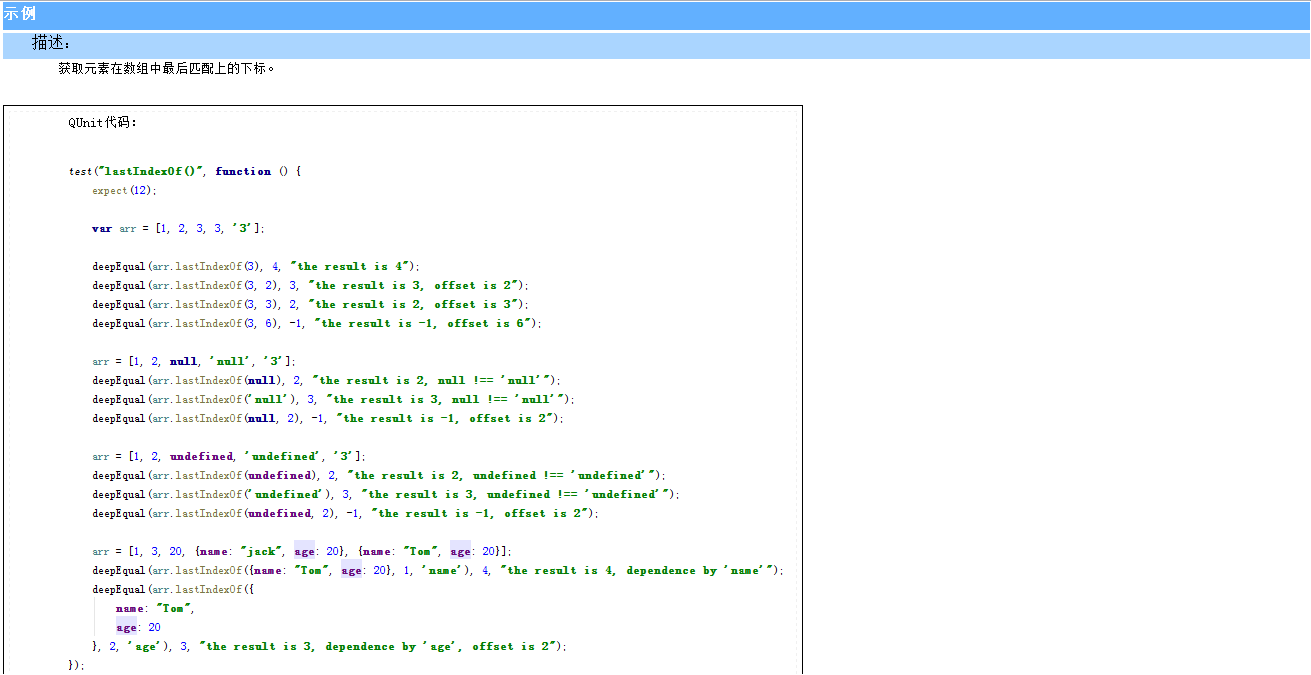 示例
描述:
获取元素在数组中最后匹配上的下标。
QUnit代码:
test("lastIndexOf()", function () {
expect(12);
var arr = [1, 2, 3, 3, '3'];
deepEqual(arr.lastIndexOf(3), 4, "the result is 4");
deepEqual(arr.lastIndexOf(3, 2), 3, "the result is 3, offset is 2");
deepEqual(arr.lastIndexOf(3, 3), 2, "the result is 2, offset is 3");
deepEqual(arr.lastIndexOf(3, 6), -1, "the result is -1, offset is 6");
arr = [1, 2, null, 'null', '3'];
deepEqual(arr.lastIndexOf(null), 2, "the result is 2, null !== 'null'");
deepEqual(arr.lastIndexOf('null'), 3, "the result is 3, null !== 'null'");
deepEqual(arr.lastIndexOf(null, 2), -1, "the result is -1, offset is 2");
arr = [1, 2, undefined, 'undefined', '3'];
deepEqual(arr.lastIndexOf(undefined), 2, "the result is 2, undefined !== 'undefined'");
deepEqual(arr.lastIndexOf('undefined'), 3, "the result is 3, undefined !== 'undefined'");
deepEqual(arr.lastIndexOf(undefined, 2), -1, "the result is -1, offset is 2");
arr = [1, 3, 20, {name: "jack", age: 20}, {name: "Tom", age: 20}];
deepEqual(arr.lastIndexOf({name: "Tom", age: 20}, 1, 'name'), 4, "the result is 4, dependence by 'name'");
deepEqual(arr.lastIndexOf({
name: "Tom",
age: 20
}, 2, 'age'), 3, "the result is 3, dependence by 'age', offset is 2");
});